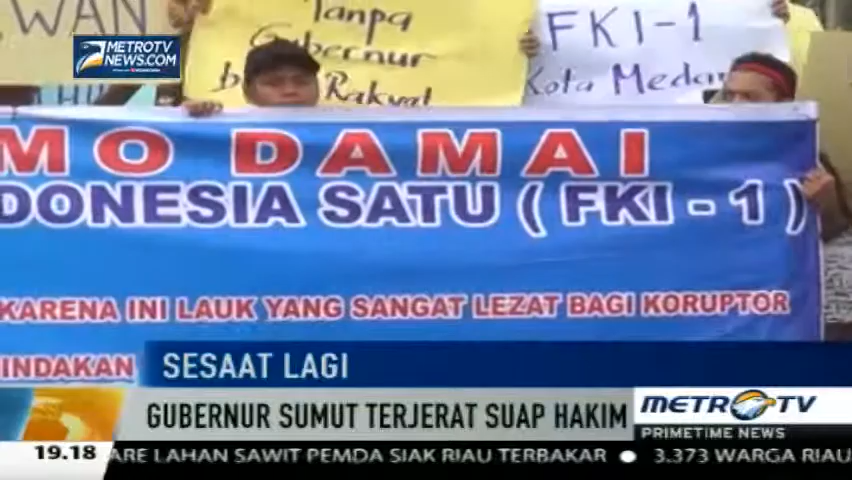 WAN
Tanpa
Gubernur
Rakyat
FKI-1
Kota Medan
METROTV
NEWS.COM
MO DAMAI
DONESIA SATU ( FKI - 1 )
KARENA INI LAUK YANG SANGAT LEZAT BAGI KORUPTOR
INDAKAN
SESAAT LAGI
GUBERNUR SUMUT TERJERAT SUAP HAKIM
METRO TV
PRIMETIME NEWS
19.18
ARE LAHAN SAWIT PEMDA SIAK RIAU TERBAKAR ● 3.373 WARGA RIAU